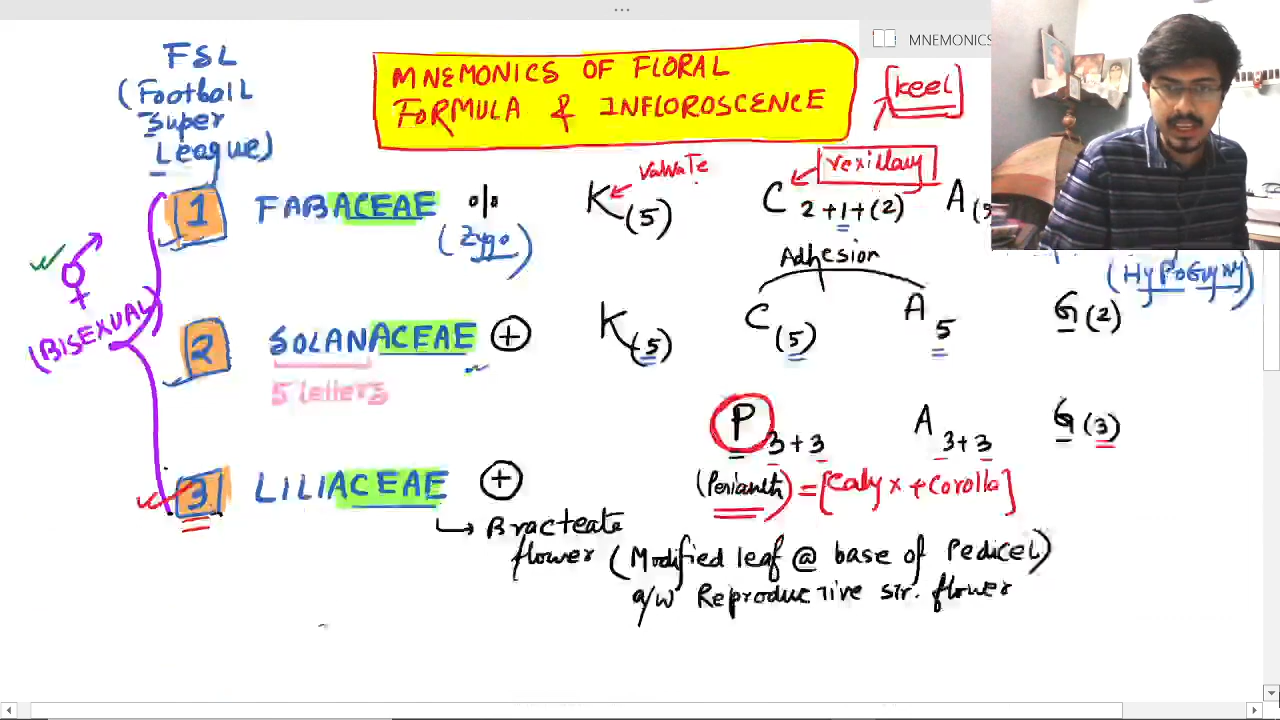 FSL
(Football
Super
League)
MNEMONICS OF FLORAL
FORMULA & INFLOROSCENCE
MNEMONICS
[keel]
valvate
vexillary
1 FABACEAE % K(5) C 2+1+(2) A(9
(Zygo)
Adhesion
(HYPOGYNY)
(BISEXUAL)
2 SOLANACEAE ⊕ K(5) C(5) A5 G(2)
5 letters
P 3+3 A 3+3 G(3)
3 LILIACEAE ⊕ (Perianth) = [Calyx + Corolla]
Bracteate
flower (Modified leaf @ base of Pedicel)
a/w Reproductive str. flower